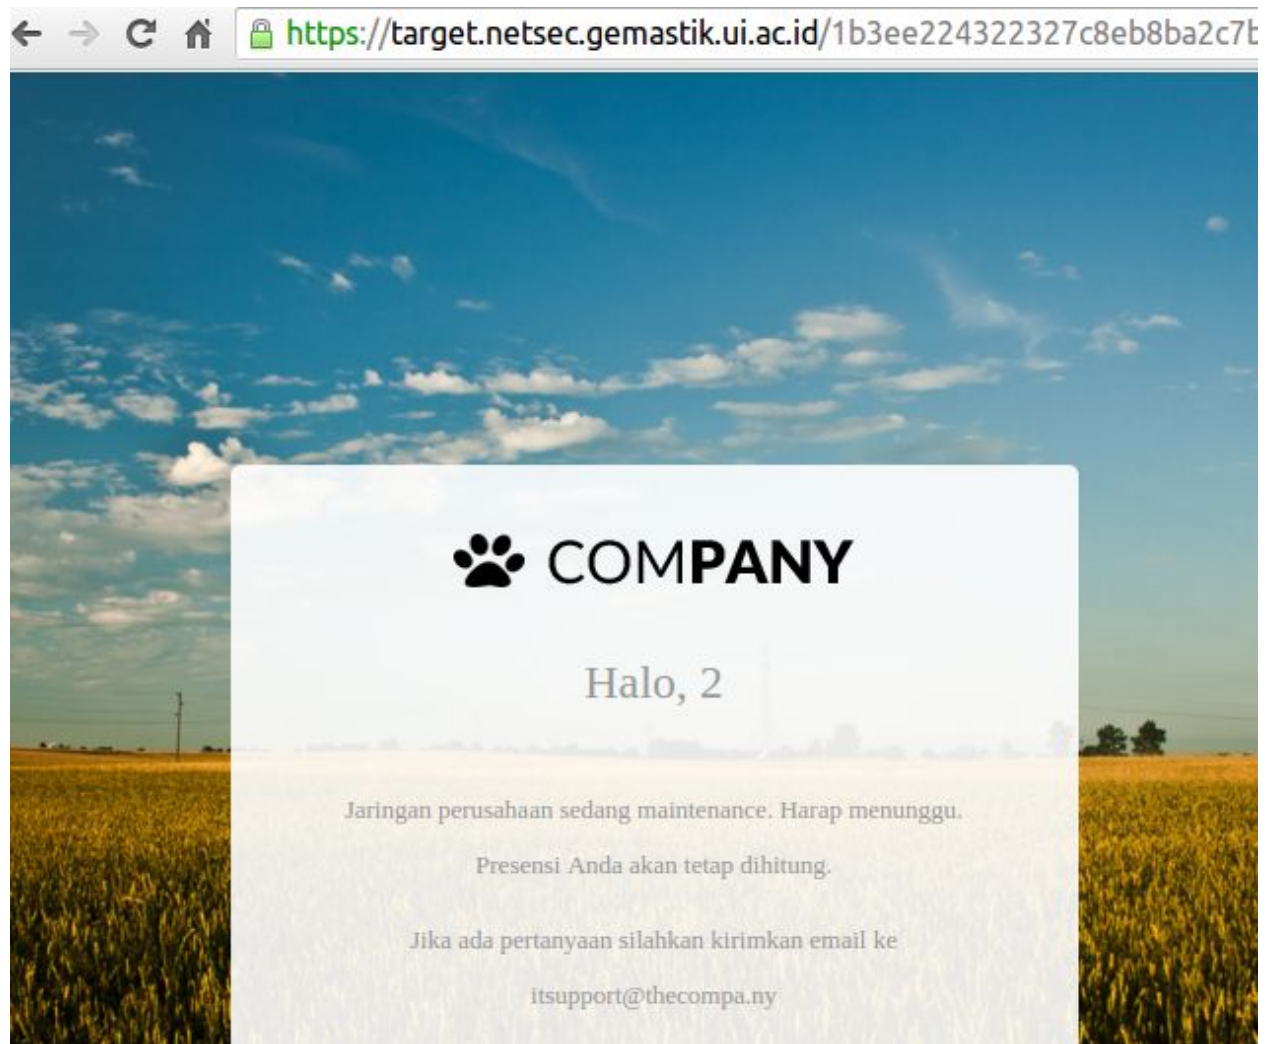 https://target.netsec.gemastik.ui.ac.id/1b3ee224322327c8eb8ba2c7b
COMPANY
Halo, 2
Jaringan perusahaan sedang maintenance. Harap menunggu.
Presensi Anda akan tetap dihitung.
Jika ada pertanyaan silahkan kirimkan email ke
itsupport@thecompa.ny